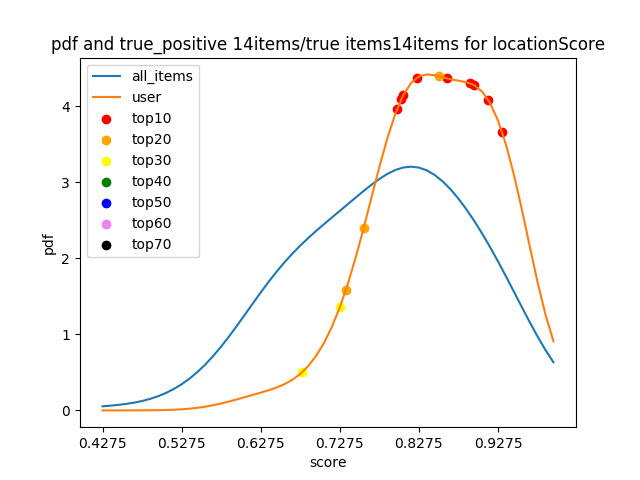 pdf and true_positive 14items/true items14items for locationScore
all_items
user
top10
top20
top30
top40
top50
top60
top70
4
3
2
1
0
pdf
0.4275 0.5275 0.6275 0.7275 0.8275 0.9275
score